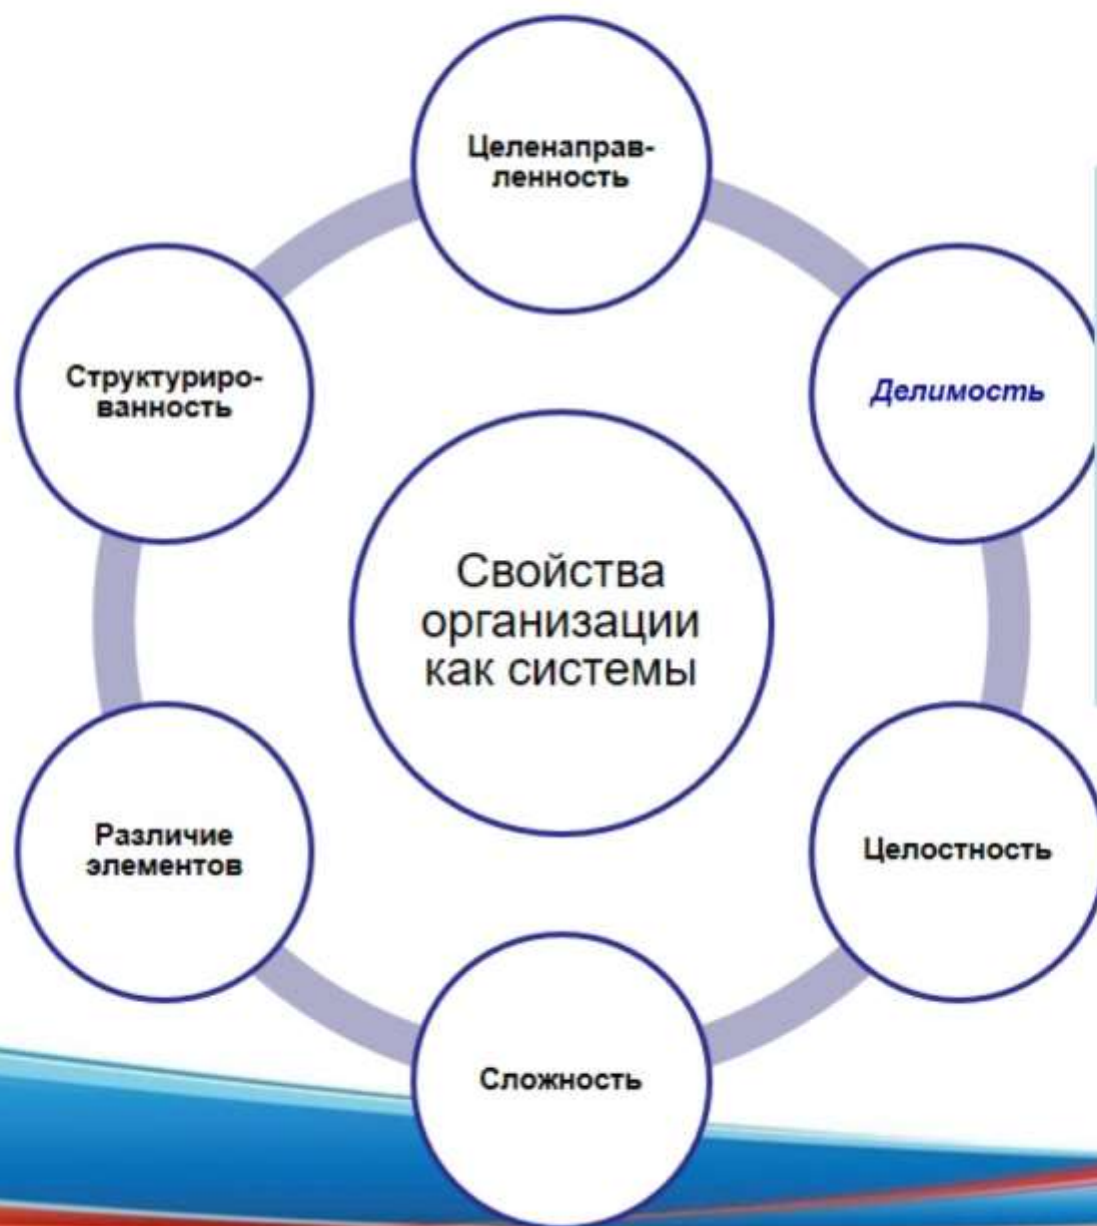 Целенаправ-
ленность
Структуриро-
ванность
Делимость
Свойства
организации
как системы
Различие
элементов
Целостность
Сложность